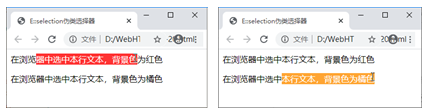 E::selection伪类选择器
文件 | D:/WebHT
在浏览器中选中本行文本，背景色为红色
在浏览器中选中本行文本，背景色为橘色
E::selection伪类选择器
文件 | D:/WebHT
在浏览器中选中本行文本，背景色为红色
在浏览器中选中本行文本，背景色为橘色